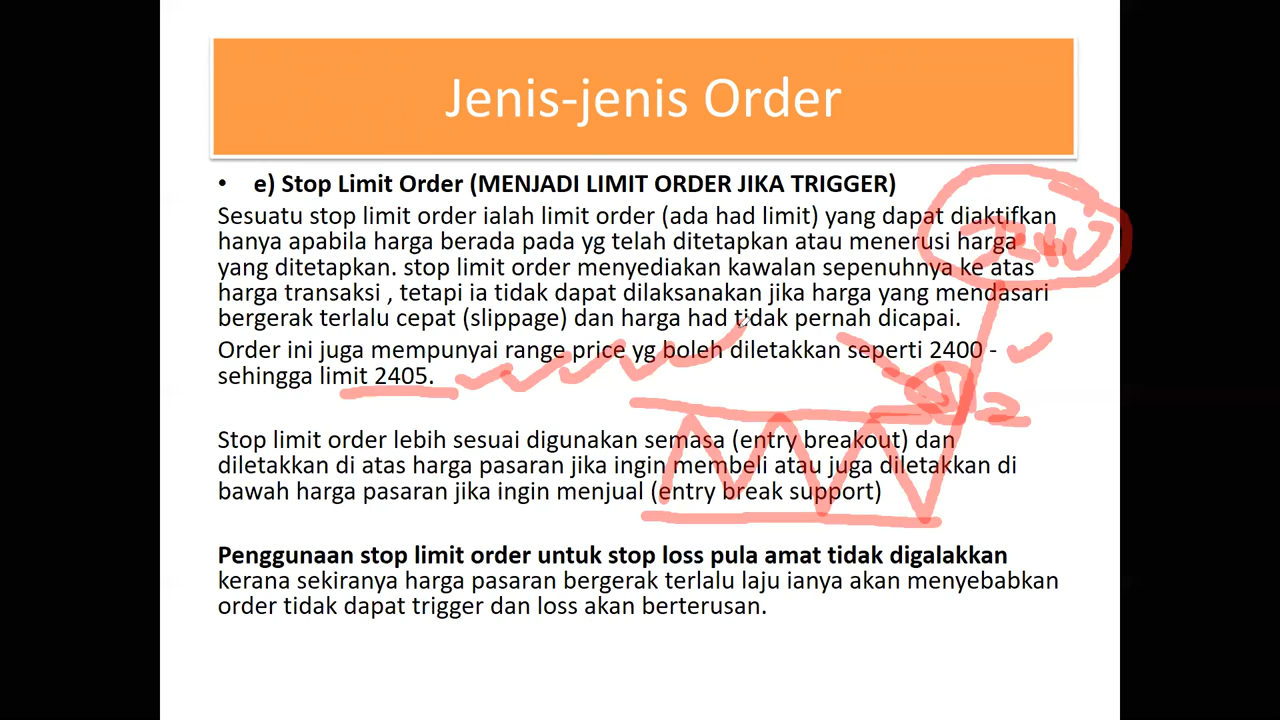 Jenis-jenis Order
• e) Stop Limit Order (MENJADI LIMIT ORDER JIKA TRIGGER)
Sesuatu stop limit order ialah limit order (ada had limit) yang dapat diaktifkan
hanya apabila harga berada pada yg telah ditetapkan atau menerusi harga
yang ditetapkan. stop limit order menyediakan kawalan sepenuhnya ke atas
harga transaksi , tetapi ia tidak dapat dilaksanakan jika harga yang mendasari
bergerak terlalu cepat (slippage) dan harga had tidak pernah dicapai.
Order ini juga mempunyai range price yg boleh diletakkan seperti 2400 -
sehingga limit 2405.
Stop limit order lebih sesuai digunakan semasa (entry breakout) dan
diletakkan di atas harga pasaran jika ingin membeli atau juga diletakkan di
bawah harga pasaran jika ingin menjual (entry break support)
Penggunaan stop limit order untuk stop loss pula amat tidak digalakkan
kerana sekiranya harga pasaran bergerak terlalu laju ianya akan menyebabkan
order tidak dapat trigger dan loss akan berterusan.